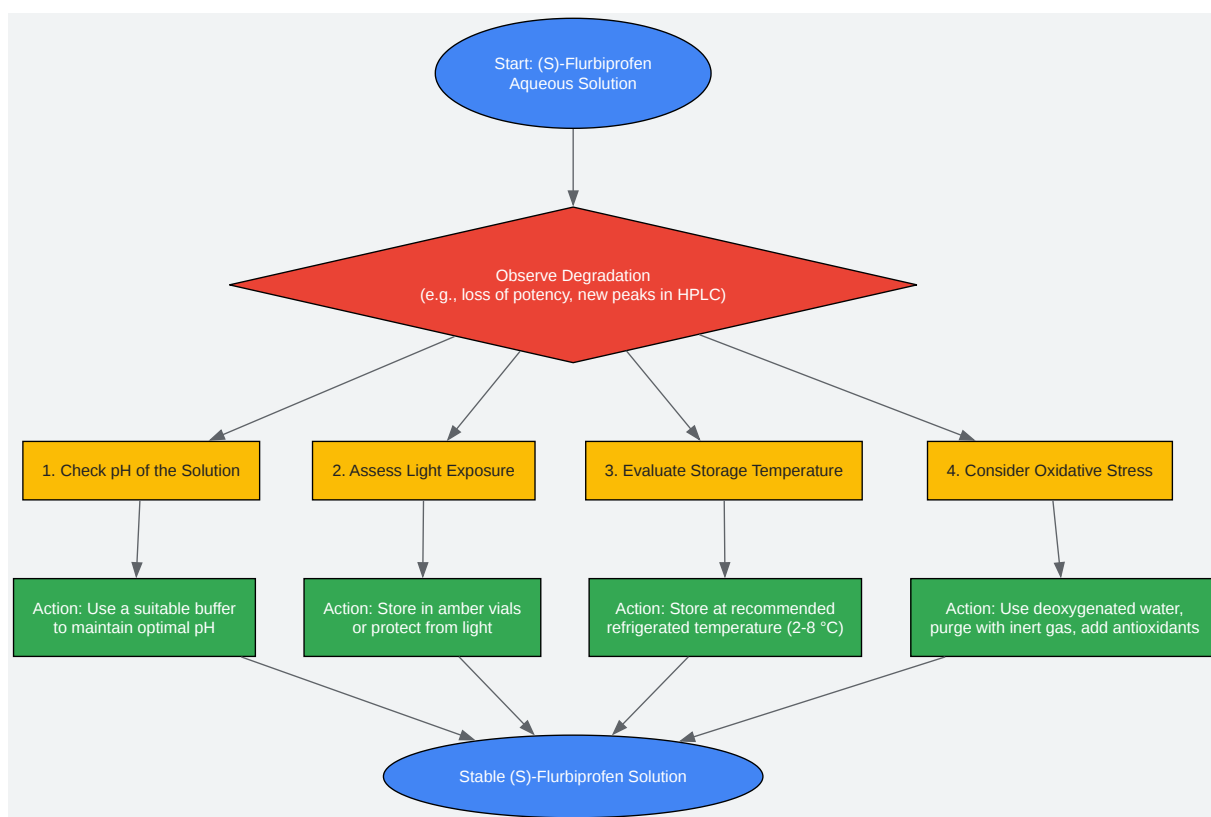 Start: (S)-Flurbiprofen
Aqueous Solution
Observe Degradation
(e.g., loss of potency, new peaks in HPLC)
1. Check pH of the Solution
2. Assess Light Exposure
3. Evaluate Storage Temperature
4. Consider Oxidative Stress
Action: Use a suitable buffer
to maintain optimal pH
Action: Store in amber vials
or protect from light
Action: Store at recommended
refrigerated temperature (2-8 °C)
Action: Use deoxygenated water,
purge with inert gas, add antioxidants
Stable (S)-Flurbiprofen Solution